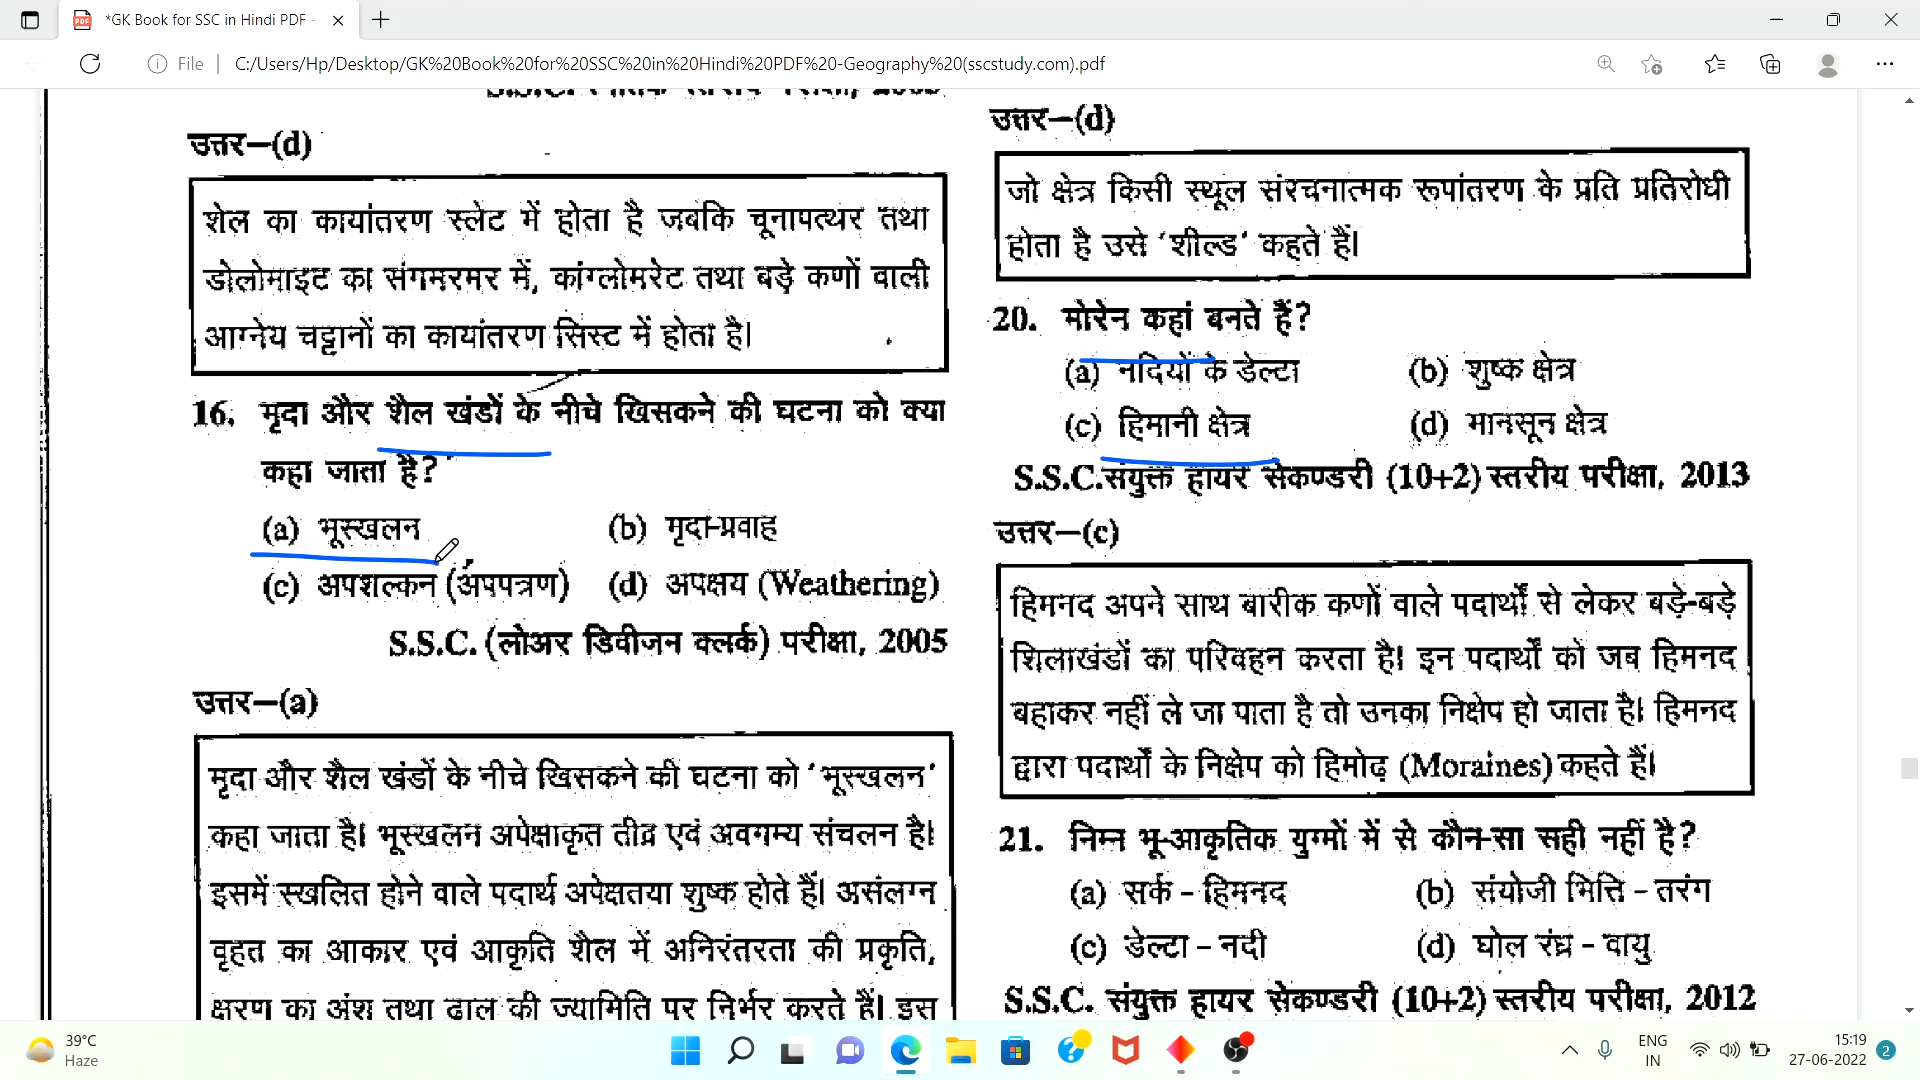 *GK Book for SSC in Hindi PDF -
File
C:/Users/Hp/Desktop/GK%20Book%20for%20SSC%20in%20Hindi%20PDF%20-Geography%20(sscstudy.com).pdf
उत्तर–(d)
शेल का कायांतरण स्लेट में होता है जबकि चूनापत्थर तथा
डोलोमाइट का संगमरमर में, कांग्लोमरेट तथा बड़े कणों वाली
आग्नेय चट्टानों का कायांतरण सिस्ट में होता है।
16. मृदा और शैल खंडों के नीचे खिसकने की घटना को क्या
कहा जाता है?
(a) भूस्खलन (b) मृदा-प्रवाह
(c) अपशल्कन (अपपत्रण) (d) अपक्षय (Weathering)
S.S.C. (लोअर डिवीजन क्लर्क) परीक्षा, 2005
उत्तर–(a)
मृदा और शैल खंडों के नीचे खिसकने की घटना को ‘भूस्खलन’
कहा जाता है। भूस्खलन अपेक्षाकृत तीव्र एवं अवगम्य संचलन है।
इसमें स्खलित होने वाले पदार्थ अपेक्षतया शुष्क होते हैं। असंलग्न
वृहत का आकार एवं आकृति शैल में अनिरंतरता की प्रकृति,
क्षरण का अंश तथा ढाल की ज्यामिति पर निर्भर करते हैं। इस
उत्तर–(d)
जो क्षेत्र किसी स्थूल संरचनात्मक रूपांतरण के प्रति प्रतिरोधी
होता है उसे ‘शील्ड’ कहते हैं।
20. मोरेन कहां बनते हैं?
(a) नदियों के डेल्टा (b) शुष्क क्षेत्र
(c) हिमानी क्षेत्र (d) मानसून क्षेत्र
S.S.C.संयुक्त हायर सेकण्डरी (10+2) स्तरीय परीक्षा, 2013
उत्तर–(c)
हिमनद अपने साथ बारीक कणों वाले पदार्थों से लेकर बड़े-बड़े
शिलाखंडों का परिवहन करता है। इन पदार्थों को जब हिमनद
बहाकर नहीं ले जा पाता है तो उनका निक्षेप हो जाता है। हिमनद
द्वारा पदार्थों के निक्षेप को हिमोढ़ (Moraines) कहते हैं।
21. निम्न भू-आकृतिक युग्मों में से कौन-सा सही नहीं है?
(a) सर्क - हिमनद (b) संयोजी भित्ति - तरंग
(c) डेल्टा - नदी (d) घोल रंध्र - वायु
S.S.C. संयुक्त हायर सेकण्डरी (10+2) स्तरीय परीक्षा, 2012
39°C
Haze
ENG
IN
15:19
27-06-2022
2